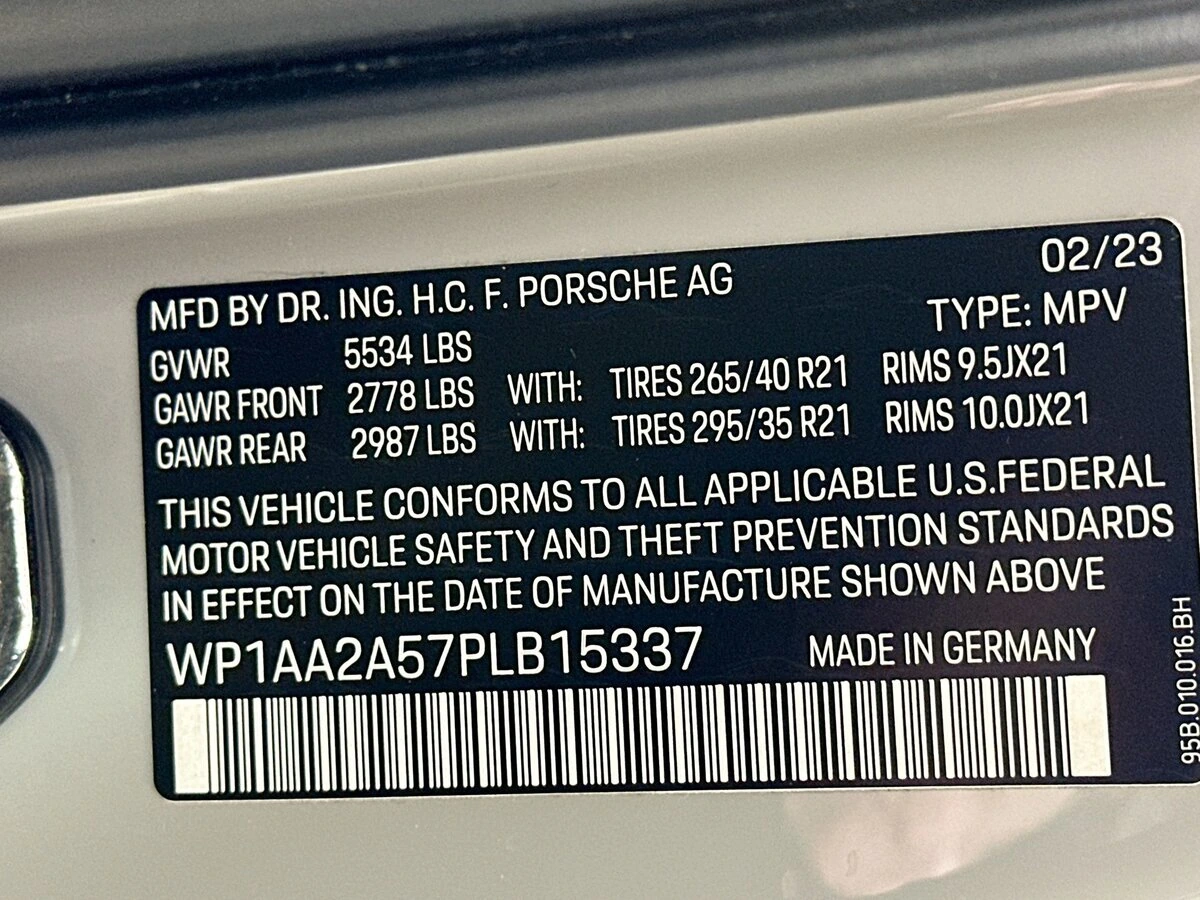 02/23
MFD BY DR. ING. H.C. F. PORSCHE AG
TYPE: MPV
GVWR 5534 LBS
GAWR FRONT 2778 LBS WITH: TIRES 265/40 R21 RIMS 9.5JX21
GAWR REAR 2987 LBS WITH: TIRES 295/35 R21 RIMS 10.0JX21
THIS VEHICLE CONFORMS TO ALL APPLICABLE U.S.FEDERAL
MOTOR VEHICLE SAFETY AND THEFT PREVENTION STANDARDS
IN EFFECT ON THE DATE OF MANUFACTURE SHOWN ABOVE
WP1AA2A57PLB15337 MADE IN GERMANY
95B.010.016.BH